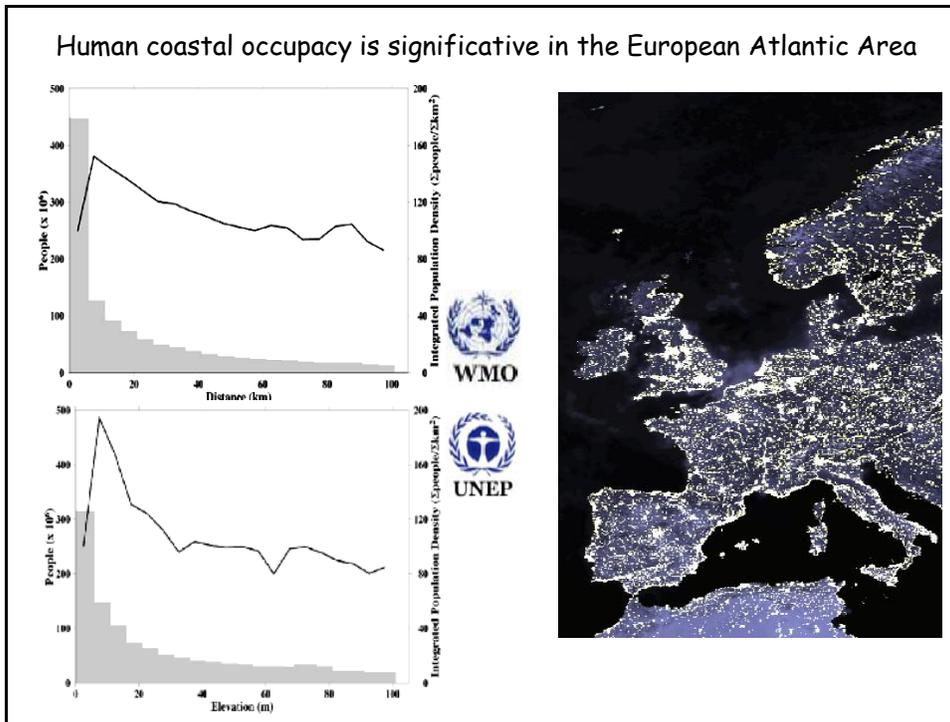 Human coastal occupacy is significative in the European Atlantic Area
500
400
300
200
100
0
People (x 10⁶)
200
160
120
80
40
0
Integrated Population Density (Σpeople/Σkm²)
0 20 40 60 80 100
Distance (km)
WMO
500
400
300
200
100
0
People (x 10⁶)
200
160
120
80
40
0
Integrated Population Density (Σpeople/Σkm²)
0 20 40 60 80 100
Elevation (m)
UNEP